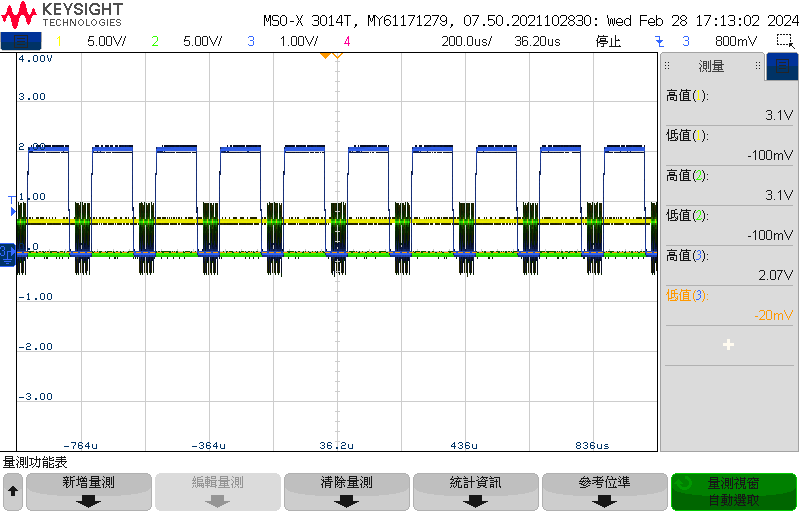 KEYSIGHT
TECHNOLOGIES
MSO-X 3014T, MY61171279, 07.50.2021102830: Wed Feb 28 17:13:02 2024
1 5.00V/ 2 5.00V/ 3 1.00V/ 4 200.0us/ 36.20us 停止 3 800mV
4.00V
3.00
2.00
1.00
0.0
-1.00
-2.00
-3.00
T
3
-764u -364u 36.2u 436u 836us
測量
高值(1):
3.1V
低值(1):
-100mV
高值(2):
3.1V
低值(2):
-100mV
高值(3):
2.07V
低值(3):
-20mV
量測功能表
新增量測 編輯量測 清除量測 統計資訊 參考位準 量測視窗
自動選取